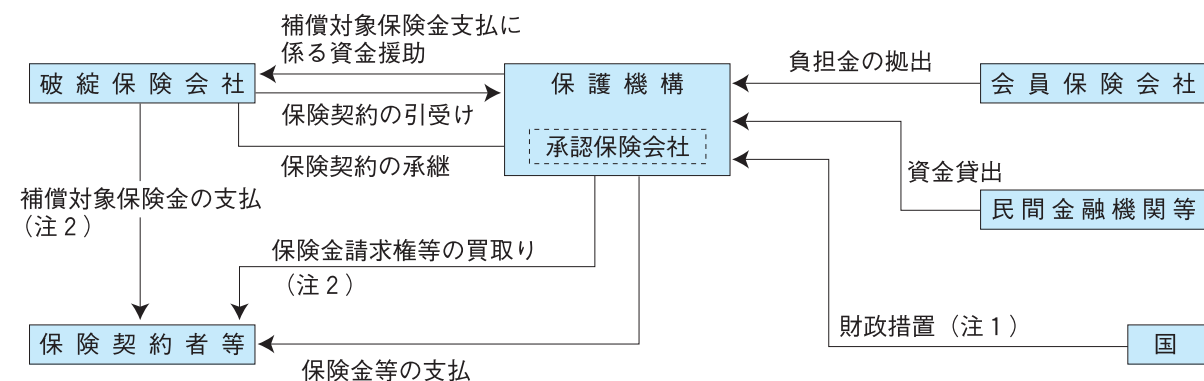 補償対象保険金支払に
係る資金援助
負担金の拠出
破綻保険会社
保護機構
会員保険会社
保険契約の引受け
承認保険会社
保険契約の承継
資金貸出
補償対象保険金の支払
(注2)
民間金融機関等
保険金請求権等の買取り
(注2)
財政措置(注1)
保険契約者等
国
保険金等の支払